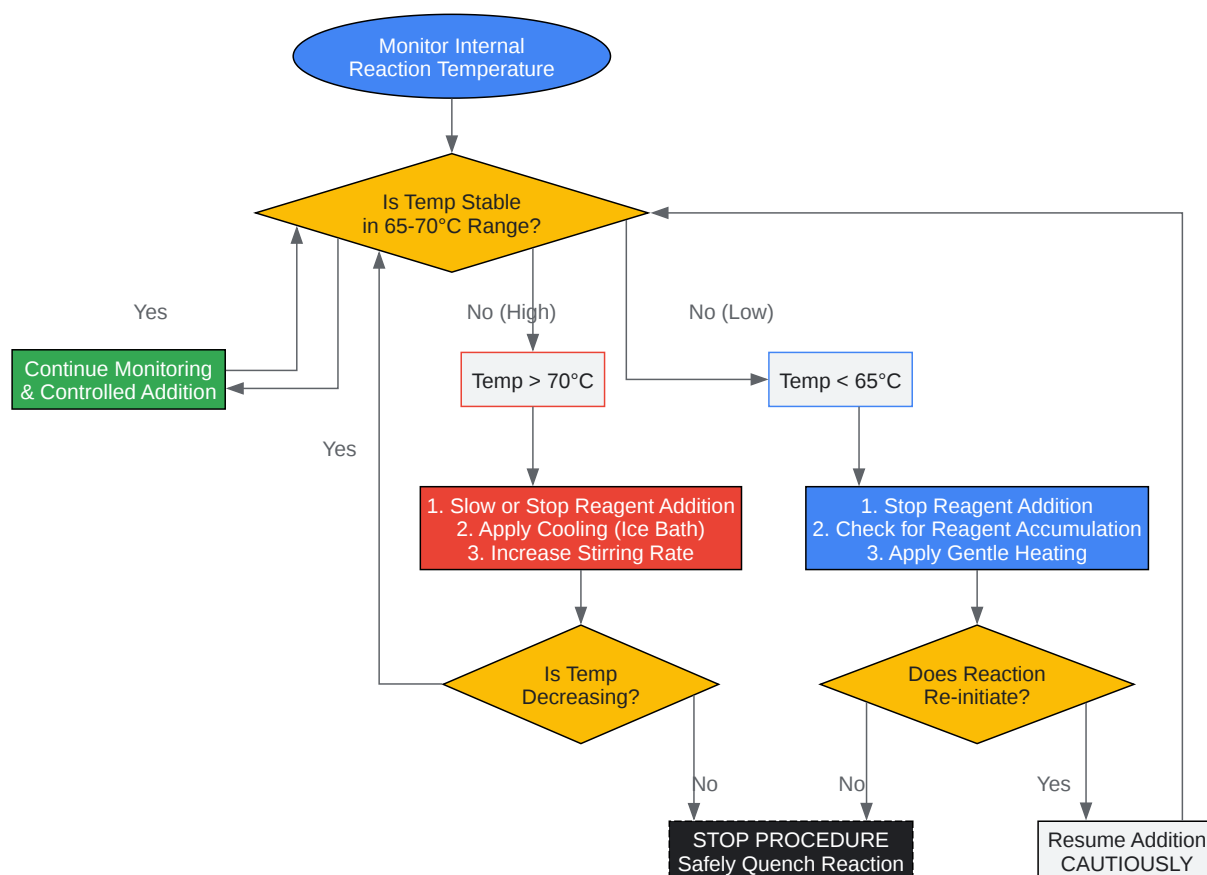 Monitor Internal
Reaction Temperature
Is Temp Stable
in 65-70°C Range?
Yes
No (High)
No (Low)
Continue Monitoring
& Controlled Addition
Temp > 70°C
Temp < 65°C
Yes
1. Slow or Stop Reagent Addition
2. Apply Cooling (Ice Bath)
3. Increase Stirring Rate
1. Stop Reagent Addition
2. Check for Reagent Accumulation
3. Apply Gentle Heating
Is Temp
Decreasing?
Does Reaction
Re-initiate?
No
No
Yes
STOP PROCEDURE
Safely Quench Reaction
Resume Addition
CAUTIOUSLY